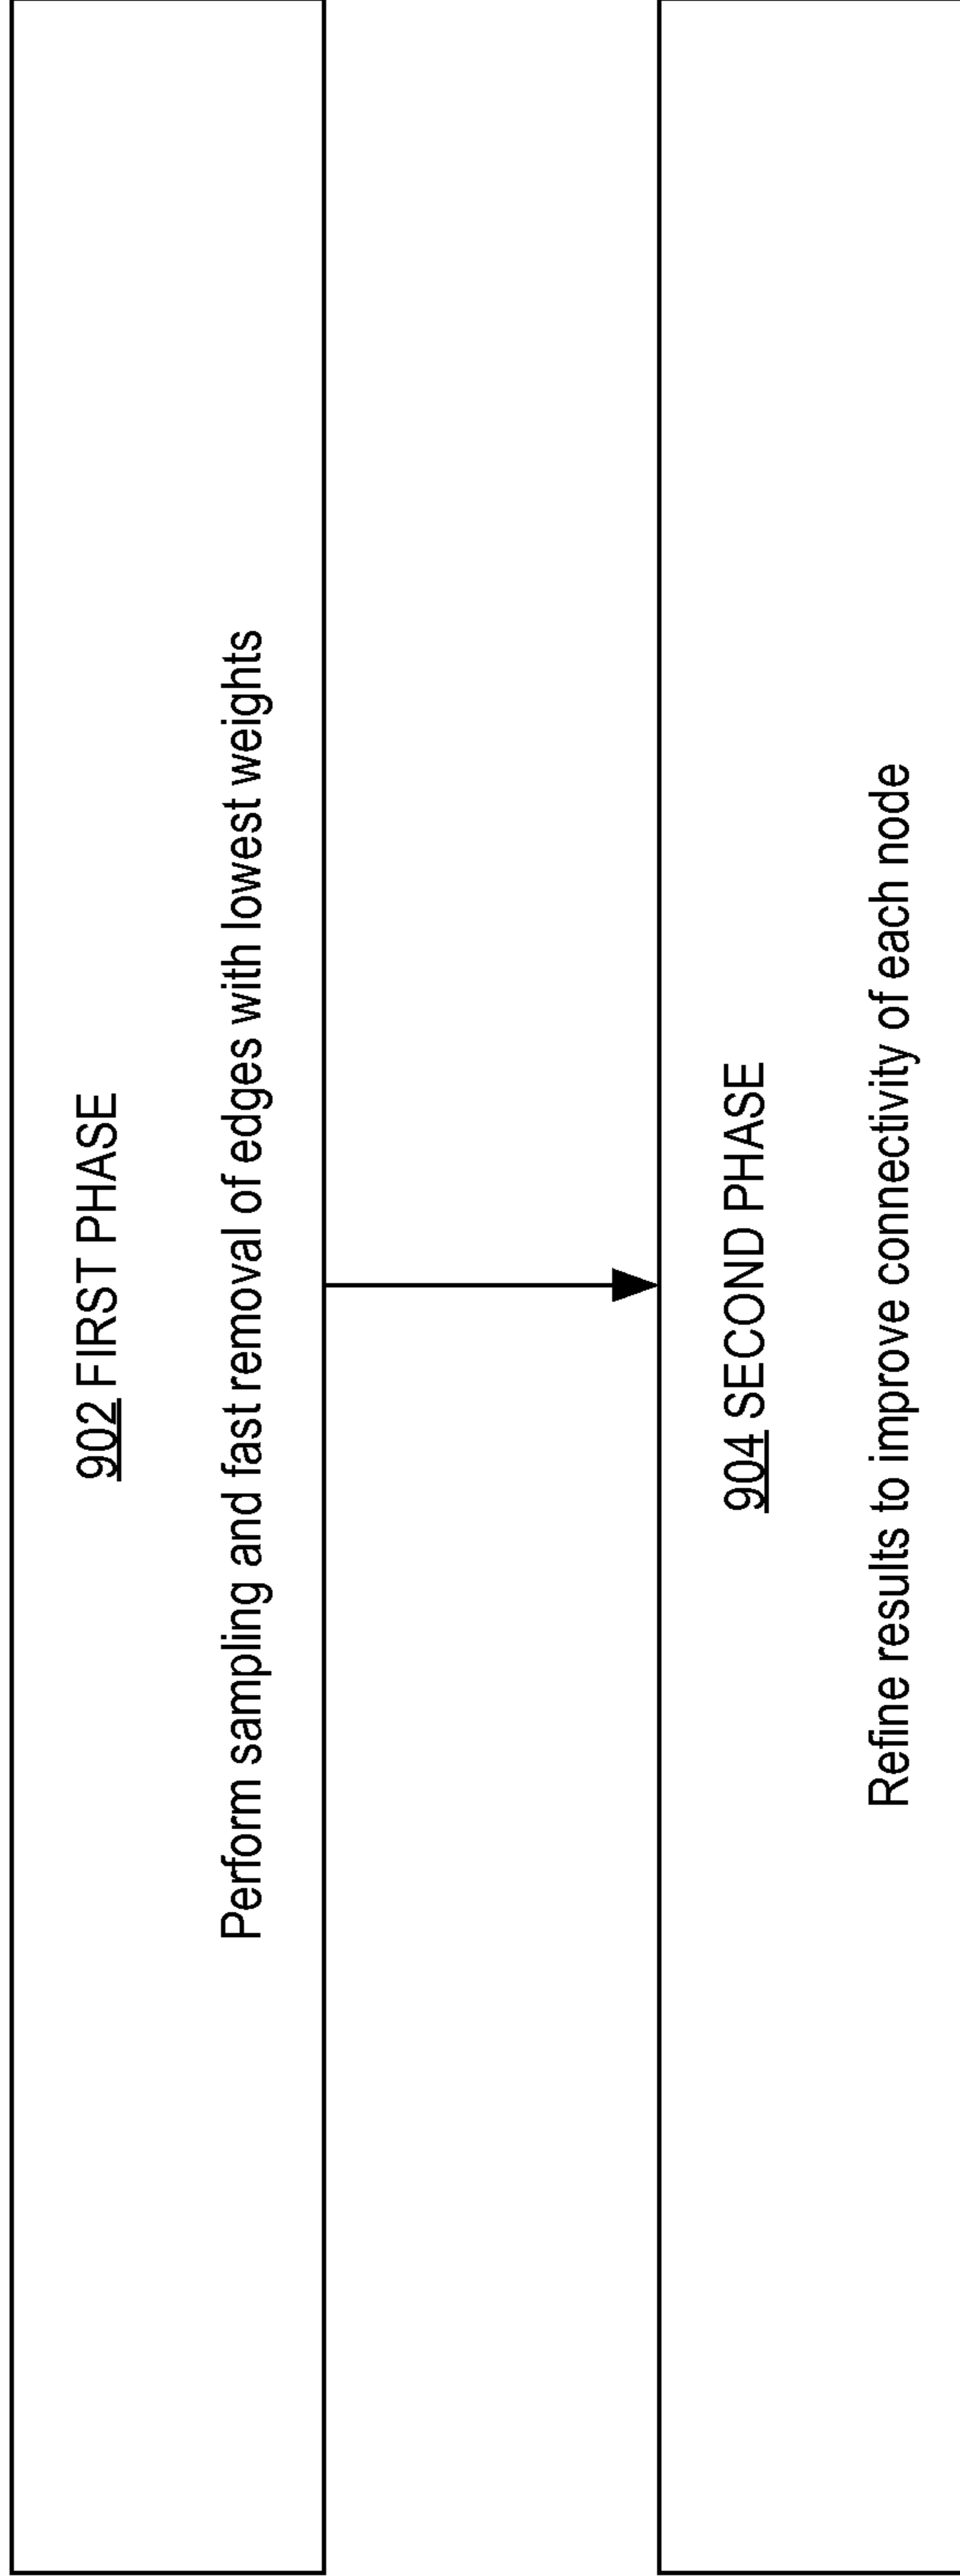 902 FIRST PHASE
Perform sampling and fast removal of edges with lowest weights
904 SECOND PHASE
Refine results to improve connectivity of each node